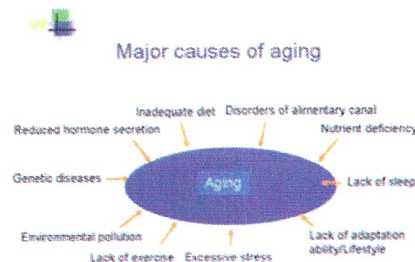 Major causes of aging
Inadequate diet
Disorders of alimentary canal
Reduced hormone secretion
Nutrient deficiency
Genetic diseases
Aging
Lack of sleep
Environmental pollution
Lack of adaptation
ability/Lifestyle
Lack of exercise
Excessive stress